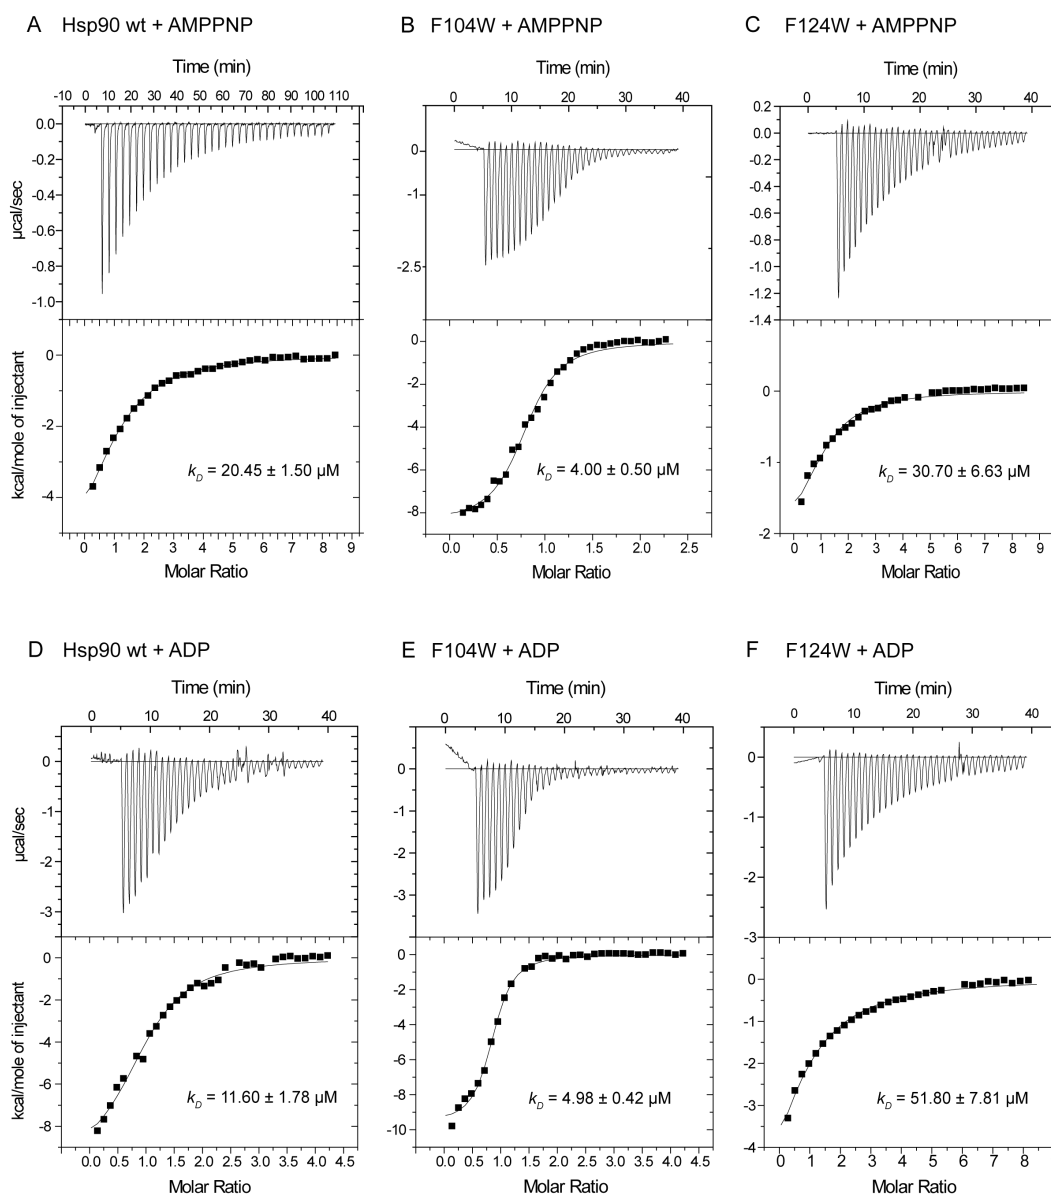 A Hsp90 wt + AMPPNP
Time (min)
-10 0 10 20 30 40 50 60 70 80 90 100 110
0.0
-0.2
-0.4
-0.6
-0.8
-1.0
µcal/sec
0
-2
-4
kcal/mole of injectant
k_D = 20.45 ± 1.50 µM
0 1 2 3 4 5 6 7 8 9
Molar Ratio
B F104W + AMPPNP
Time (min)
0 10 20 30 40
0
-1
-2.5
0
-2
-4
-6
-8
k_D = 4.00 ± 0.50 µM
0.0 0.5 1.0 1.5 2.0 2.5
Molar Ratio
C F124W + AMPPNP
Time (min)
0 10 20 30 40
0.2
0.0
-0.2
-0.4
-0.6
-0.8
-1.0
-1.2
-1.4
0
-1
-2
k_D = 30.70 ± 6.63 µM
0 1 2 3 4 5 6 7 8 9
Molar Ratio
D Hsp90 wt + ADP
Time (min)
0 10 20 30 40
0
-1
-2
-3
µcal/sec
0
-2
-4
-6
-8
kcal/mole of injectant
k_D = 11.60 ± 1.78 µM
0.0 0.5 1.0 1.5 2.0 2.5 3.0 3.5 4.0 4.5
Molar Ratio
E F104W + ADP
Time (min)
0 10 20 30 40
0
-1
-2
-3
-4
0
-2
-4
-6
-8
-10
k_D = 4.98 ± 0.42 µM
0.0 0.5 1.0 1.5 2.0 2.5 3.0 3.5 4.0 4.5
Molar Ratio
F F124W + ADP
Time (min)
0 10 20 30 40
0
-1
-2
-3
0
-1
-2
-3
-4
k_D = 51.80 ± 7.81 µM
0 1 2 3 4 5 6 7 8
Molar Ratio